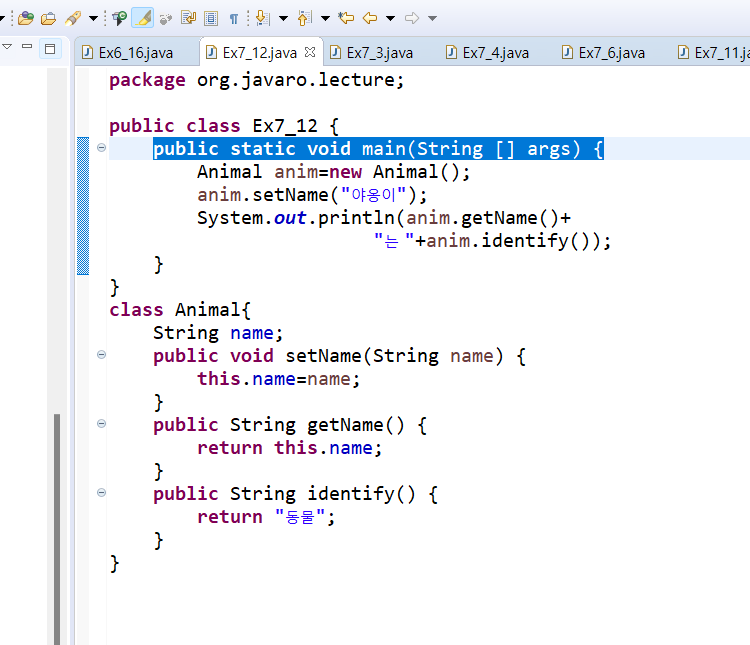 Ex6_16.java Ex7_12.java Ex7_3.java Ex7_4.java Ex7_6.java Ex7_11.ja
package org.javaro.lecture;
public class Ex7_12 {
public static void main(String [] args) {
Animal anim=new Animal();
anim.setName("야옹이");
System.out.println(anim.getName()+
"는 "+anim.identify());
}
}
class Animal{
String name;
public void setName(String name) {
this.name=name;
}
public String getName() {
return this.name;
}
public String identify() {
return "동물";
}
}